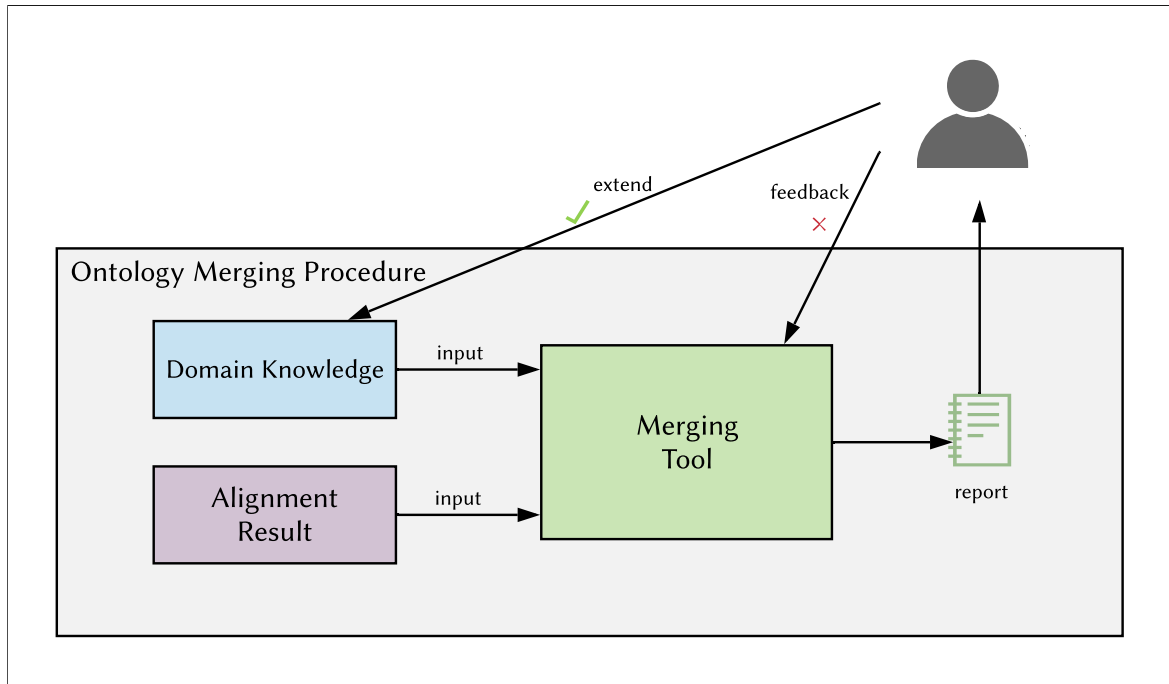 extend
feedback
Ontology Merging Procedure
Domain Knowledge
input
Merging
Tool
Alignment
Result
input
report